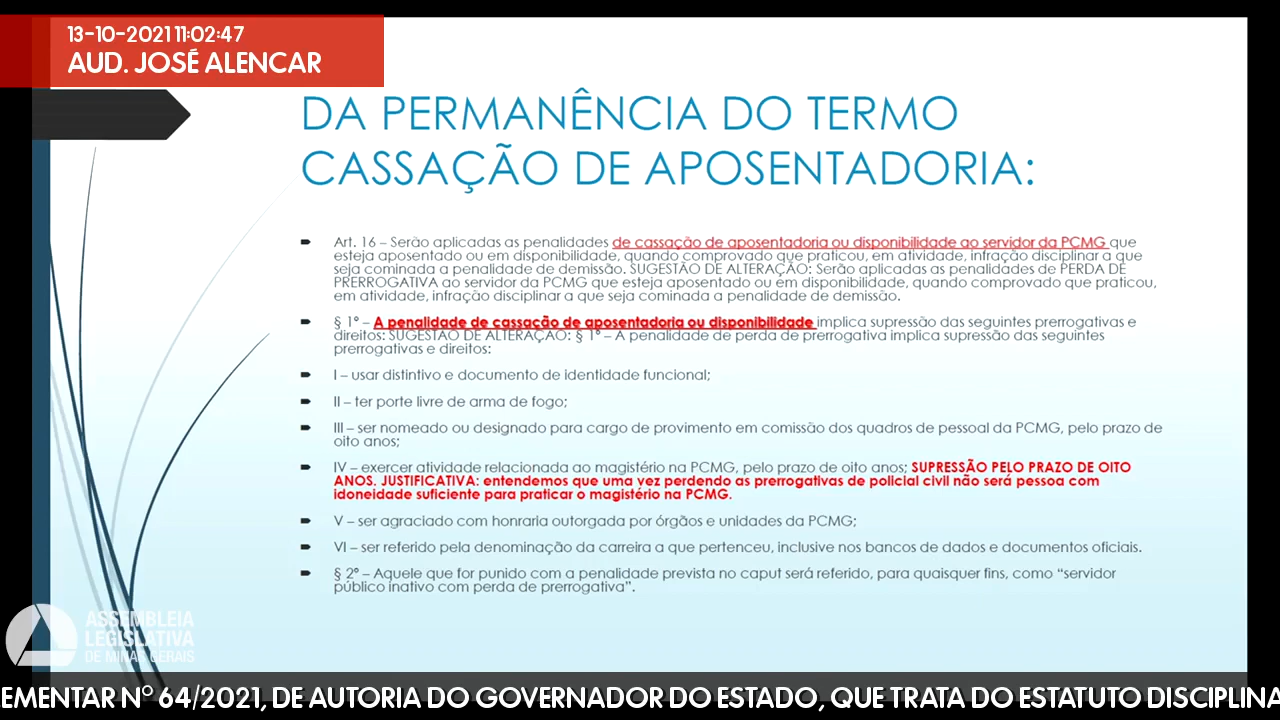 13-10-2021 11:02:47
AUD. JOSÉ ALENCAR
DA PERMANÊNCIA DO TERMO
CASSAÇÃO DE APOSENTADORIA:
Art. 16 – Serão aplicadas as penalidades de cassação de aposentadoria ou disponibilidade ao servidor da PCMG que
esteja aposentado ou em disponibilidade, quando comprovado que praticou, em atividade, infração disciplinar a que
seja cominada a penalidade de demissão. SUGESTÃO DE ALTERAÇÃO: Serão aplicadas as penalidades de PERDA DE
PRERROGATIVA ao servidor da PCMG que esteja aposentado ou em disponibilidade, quando comprovado que praticou,
em atividade, infração disciplinar a que seja cominada a penalidade de demissão.
§ 1º – A penalidade de cassação de aposentadoria ou disponibilidade implica supressão das seguintes prerrogativas e
direitos: SUGESTÃO DE ALTERAÇÃO: § 1º – A penalidade de perda de prerrogativa implica supressão das seguintes
prerrogativas e direitos:
I – usar distintivo e documento de identidade funcional;
II – ter porte livre de arma de fogo;
III – ser nomeado ou designado para cargo de provimento em comissão dos quadros de pessoal da PCMG, pelo prazo de
oito anos;
IV – exercer atividade relacionada ao magistério na PCMG, pelo prazo de oito anos; SUPRESSÃO PELO PRAZO DE OITO
ANOS. JUSTIFICATIVA: entendemos que uma vez perdendo as prerrogativas de policial civil não será pessoa com
idoneidade suficiente para praticar o magistério na PCMG.
V – ser agraciado com honraria outorgada por órgãos e unidades da PCMG;
VI – ser referido pela denominação da carreira a que pertenceu, inclusive nos bancos de dados e documentos oficiais.
§ 2º – Aquele que for punido com a penalidade prevista no caput será referido, para quaisquer fins, como “servidor
público inativo com perda de prerrogativa”.
ASSEMBLEIA
LEGISLATIVA
DE MINAS GERAIS
EMENTAR Nº 64/2021, DE AUTORIA DO GOVERNADOR DO ESTADO, QUE TRATA DO ESTATUTO DISCIPLINA